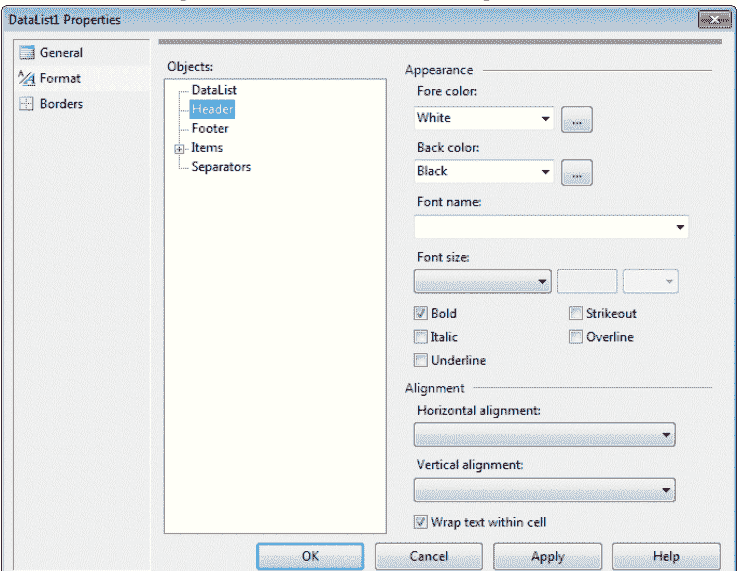 DataList1 Properties
General
Format
Borders
Objects:
DataList
Header
Footer
Items
Separators
Appearance
Fore color:
White
...
Back color:
Black
...
Font name:
Font size:
Bold
Strikeout
Italic
Overline
Underline
Alignment
Horizontal alignment:
Vertical alignment:
Wrap text within cell
OK
Cancel
Apply
Help